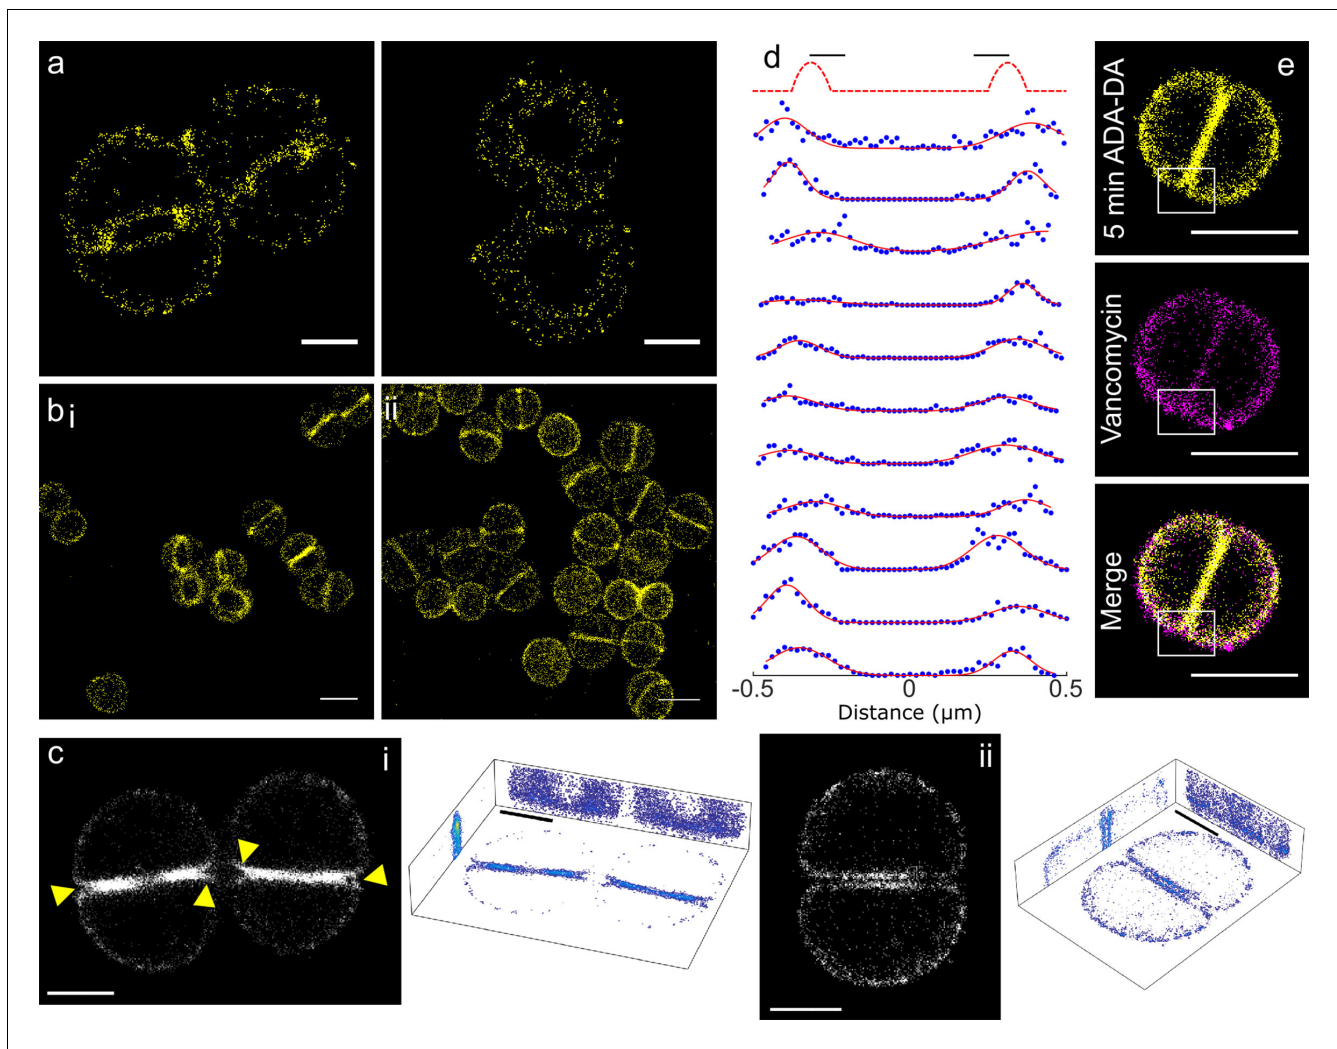 a
b
i
ii
c
i
ii
d
-0.5
0
0.5
Distance (µm)
e
5 min ADA-DA
Vancomycin
Merge